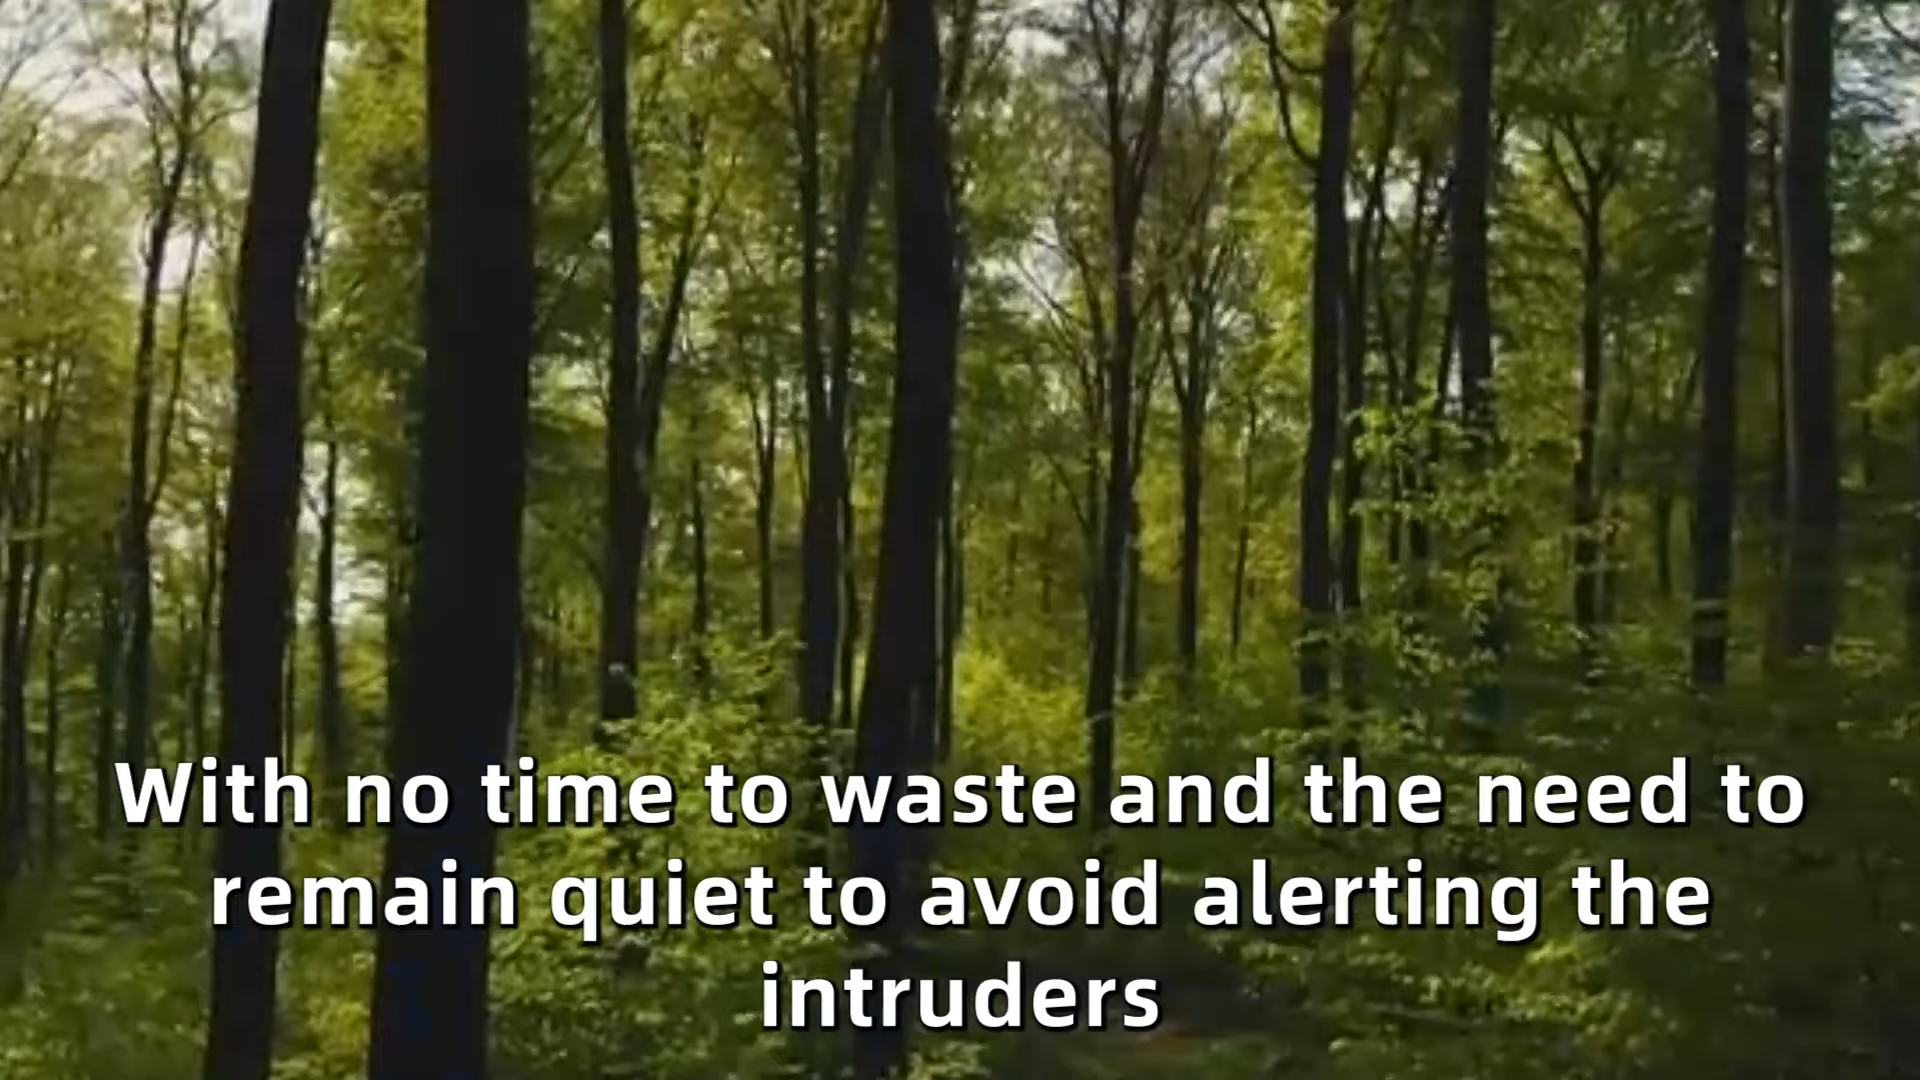 With no time to waste and the need to
remain quiet to avoid alerting the
intruders